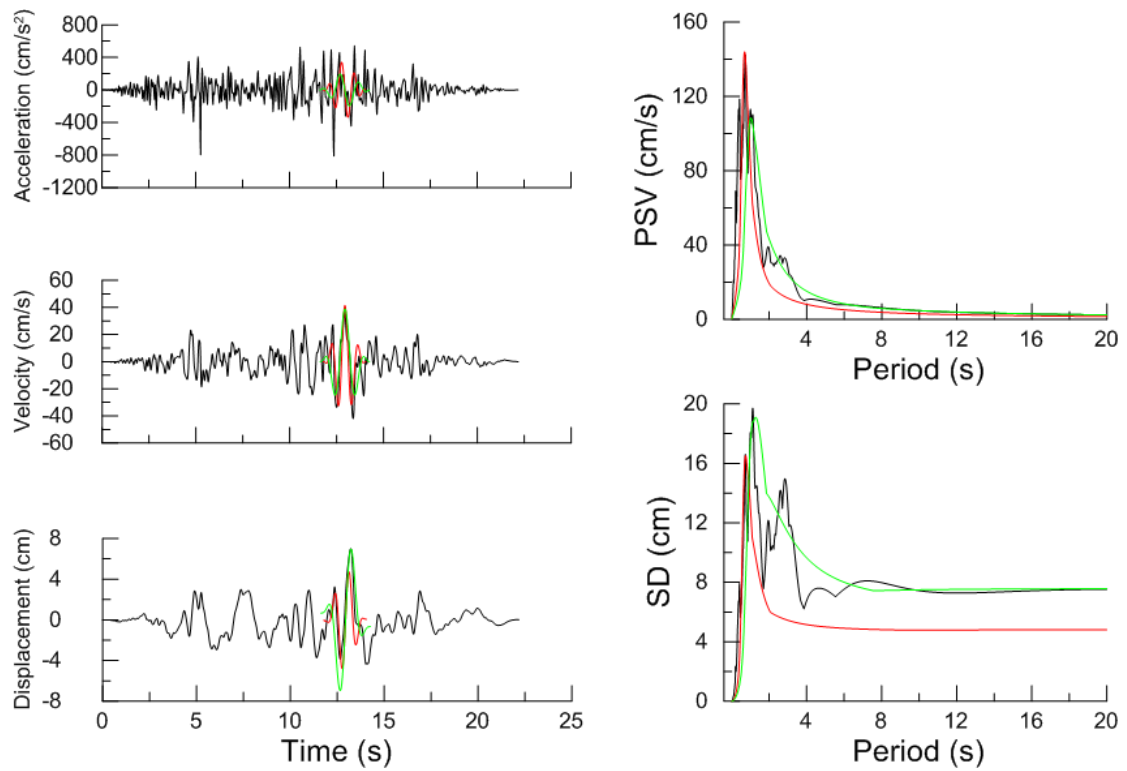 Acceleration (cm/s²)
800
400
0
-400
-800
-1200
Velocity (cm/s)
60
40
20
0
-20
-40
-60
Displacement (cm)
8
4
0
-4
-8
0 5 10 15 20 25
Time (s)
PSV (cm/s)
160
120
80
40
0
4 8 12 16 20
Period (s)
SD (cm)
20
16
12
8
4
0
4 8 12 16 20
Period (s)